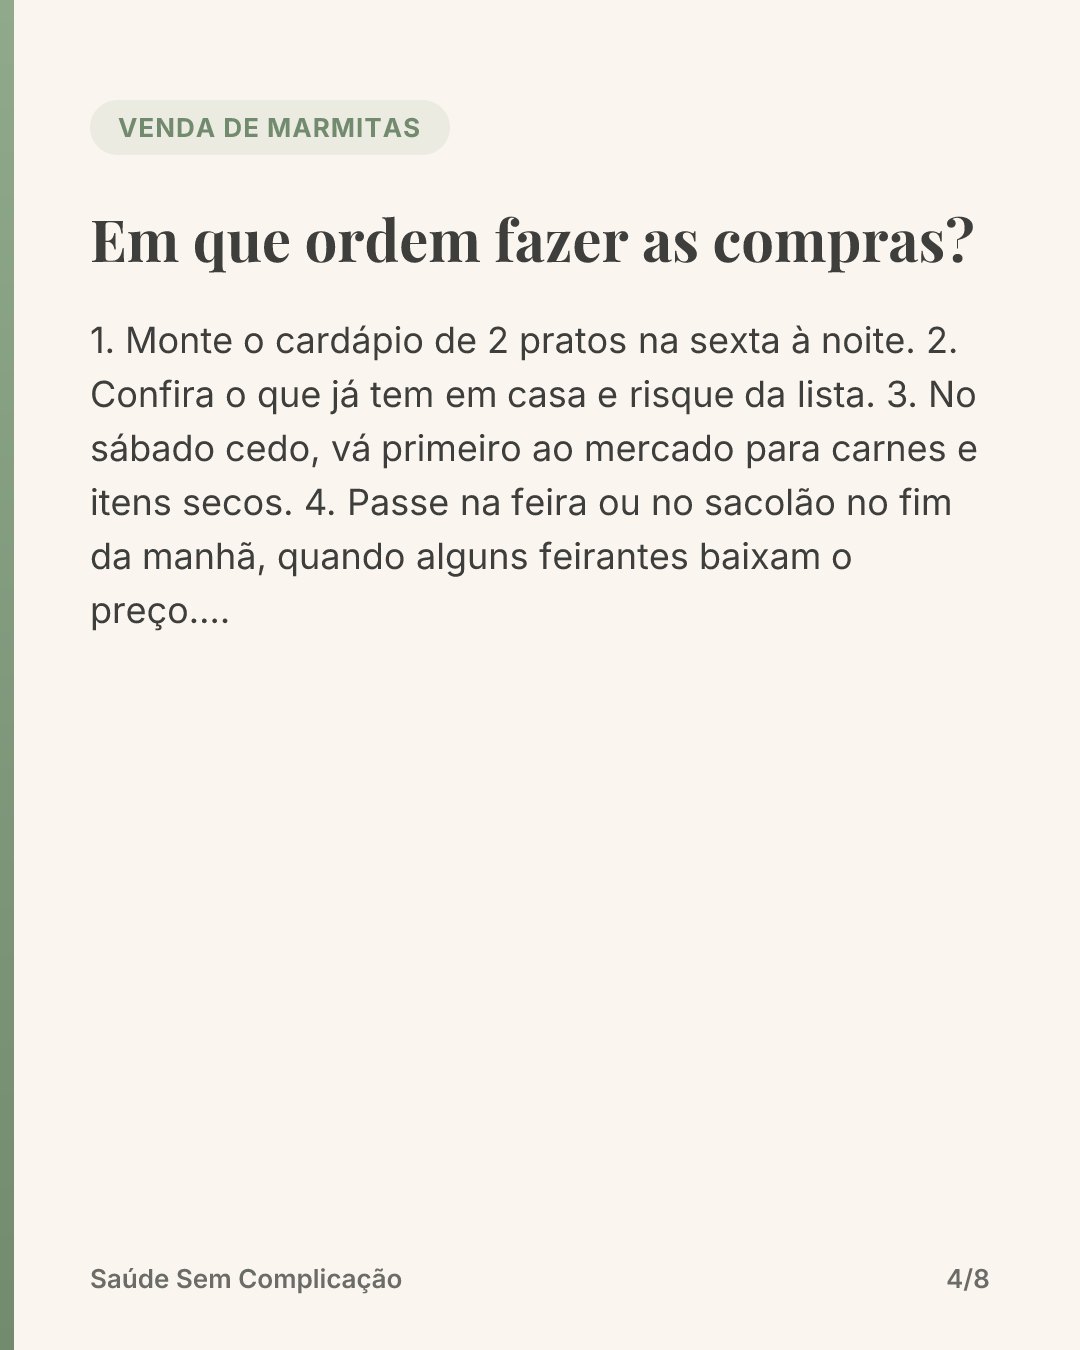 VENDA DE MARMITAS
Em que ordem fazer as compras?
1. Monte o cardápio de 2 pratos na sexta à noite. 2.
Confira o que já tem em casa e risque da lista. 3. No
sábado cedo, vá primeiro ao mercado para carnes e
itens secos. 4. Passe na feira ou no sacolão no fim
da manhã, quando alguns feirantes baixam o
preço....
Saúde Sem Complicação
4/8